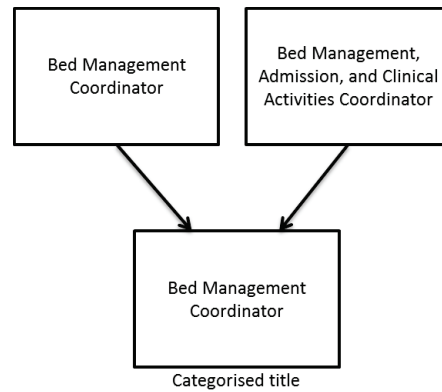 Bed Management
Coordinator
Bed Management,
Admission, and Clinical
Activities Coordinator
Bed Management
Coordinator
Categorised title